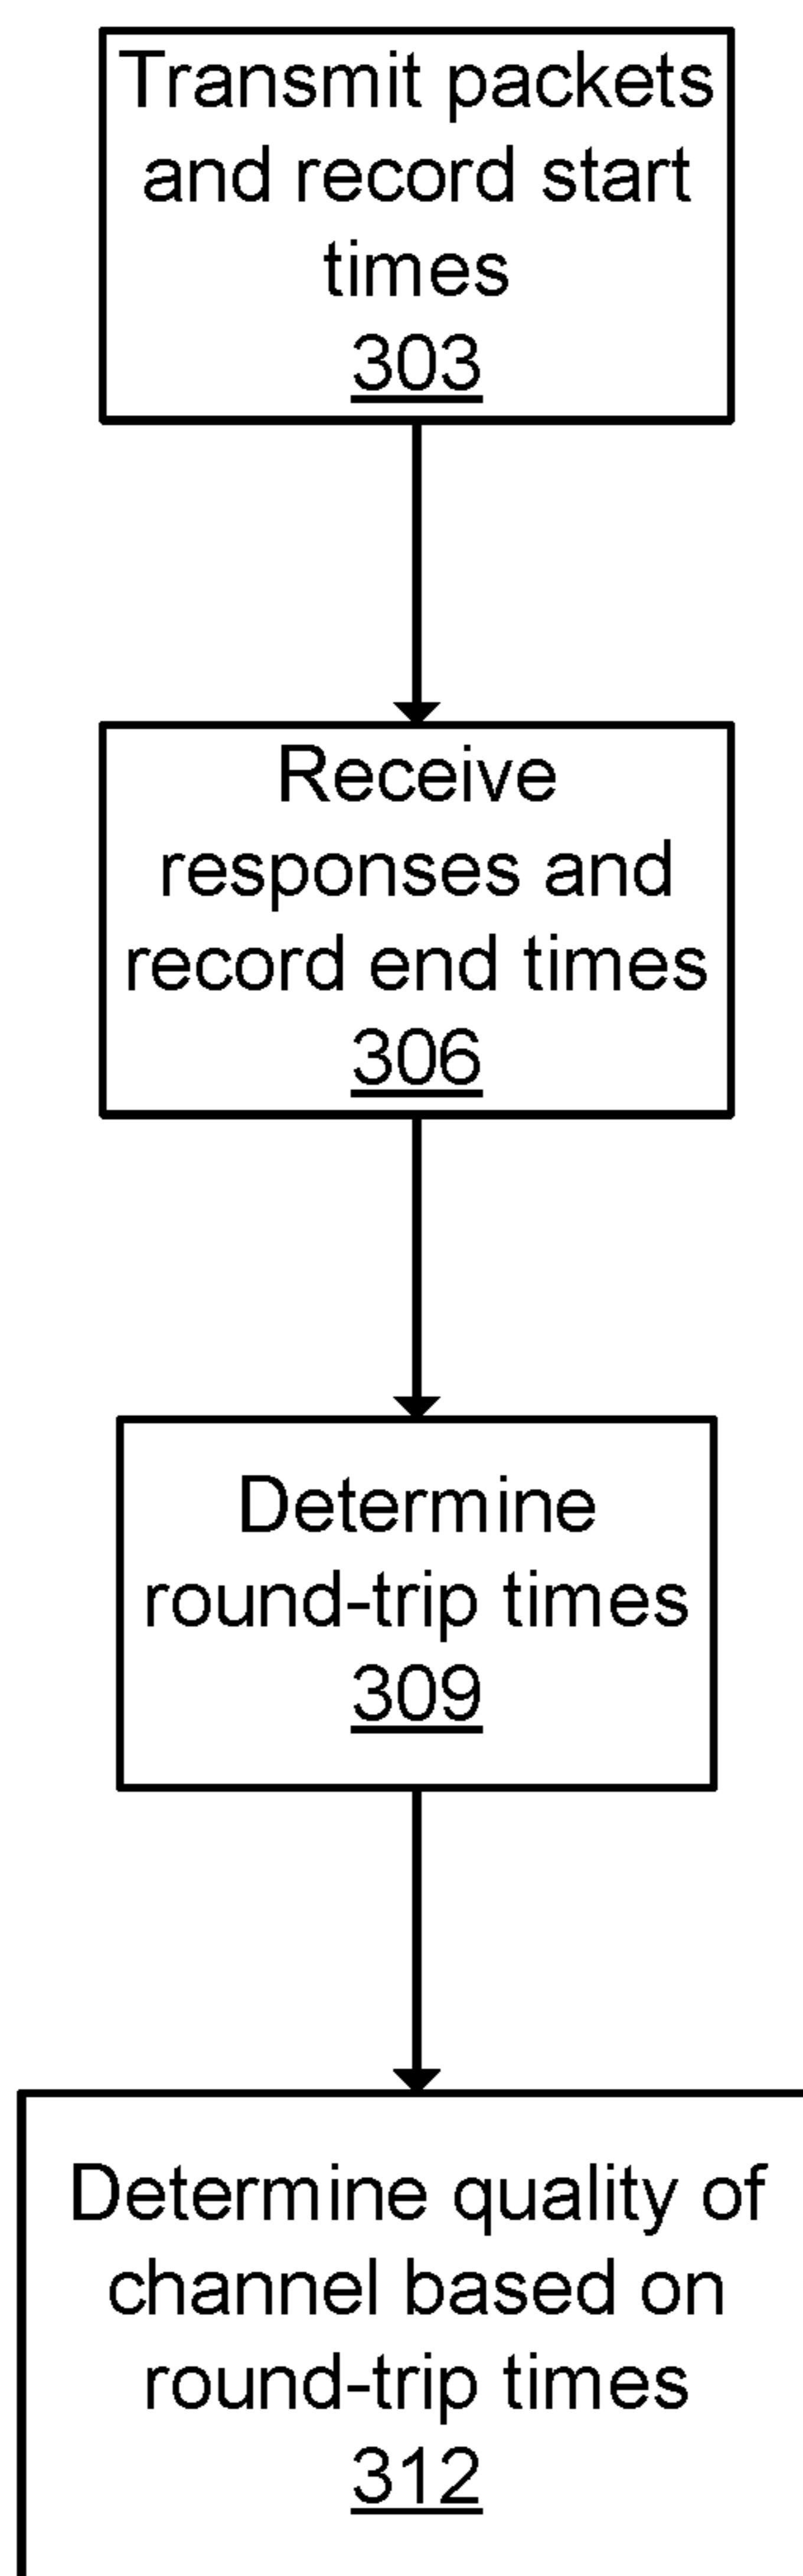 Transmit packets
and record start
times
303
Receive
responses and
record end times
306
Determine
round-trip times
309
Determine quality of
channel based on
round-trip times
312